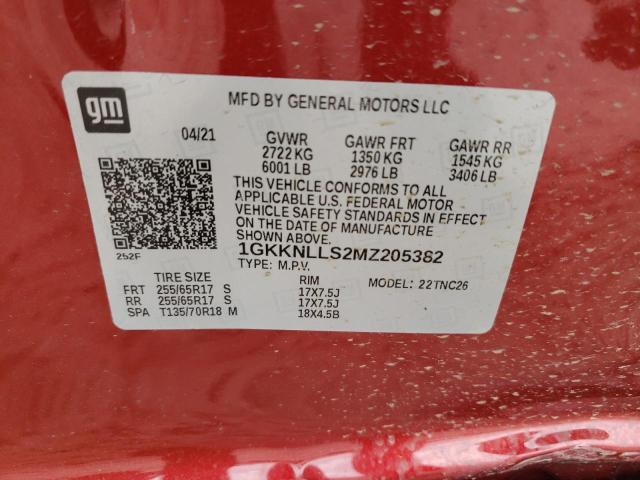 gm
MFD BY GENERAL MOTORS LLC
04/21 GVWR GAWR FRT GAWR RR
2722 KG 1350 KG 1545 KG
6001 LB 2976 LB 3406 LB
THIS VEHICLE CONFORMS TO ALL
APPLICABLE U.S. FEDERAL MOTOR
VEHICLE SAFETY STANDARDS IN EFFECT
ON THE DATE OF MANUFACTURE
SHOWN ABOVE.
252F
1GKKNLLS2MZ205382
TYPE: M.P.V. MODEL: 22TNC26
TIRE SIZE RIM
FRT 255/65R17 S 17X7.5J
RR 255/65R17 S 17X7.5J
SPA T135/70R18 M 18X4.5B